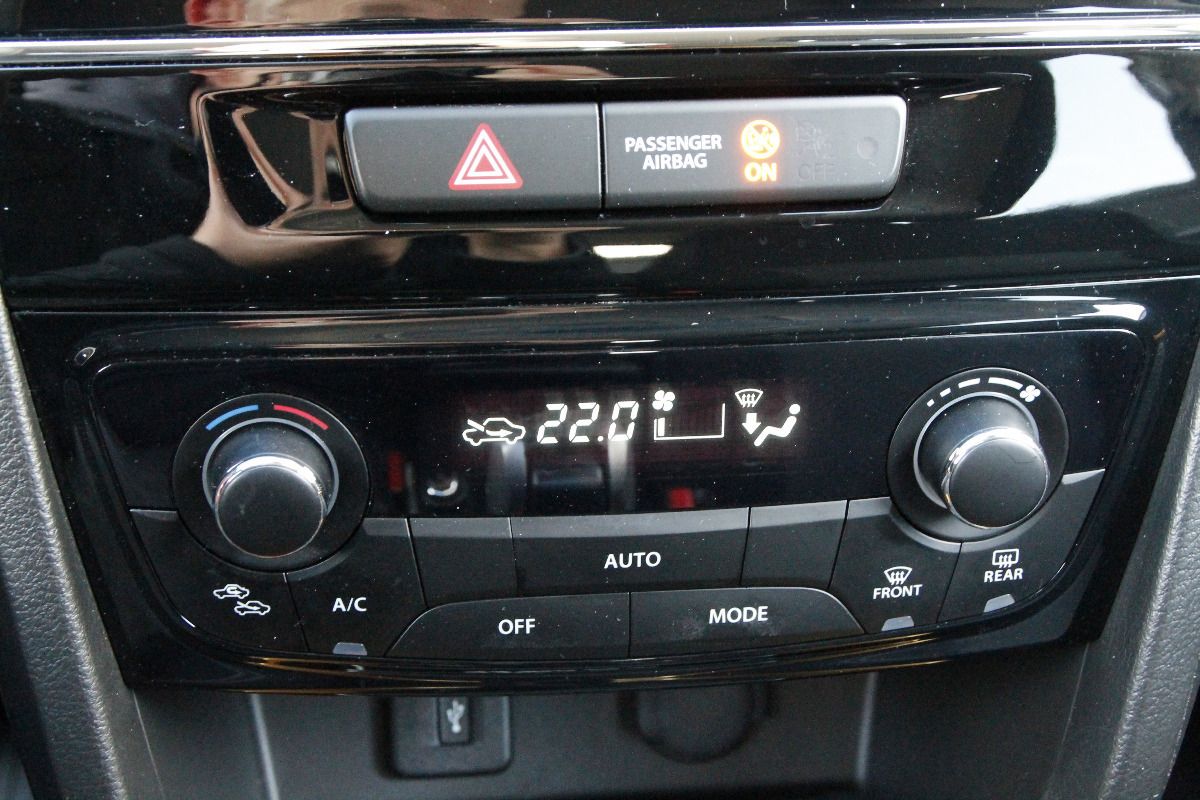 PASSENGER
AIRBAG
ON
OFF
22.0
AUTO
A/C
OFF
MODE
FRONT
REAR